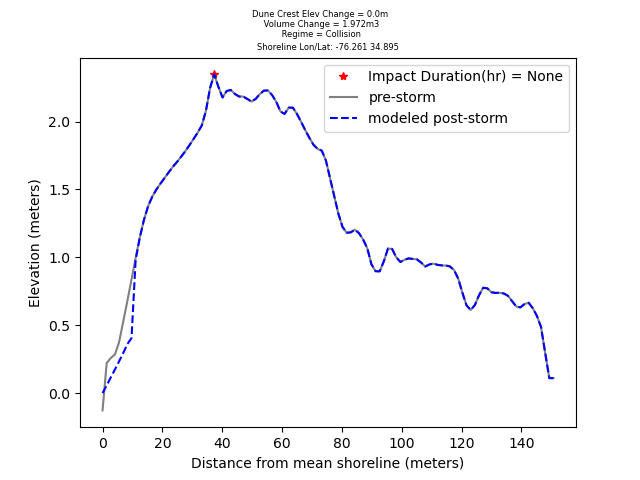 Dune Crest Elev Change = 0.0m
Volume Change = 1.972m3
Regime = Collision
Shoreline Lon/Lat: -76.261 34.895
Impact Duration(hr) = None
pre-storm
modeled post-storm
2.0
1.5
1.0
0.5
0.0
Elevation (meters)
0 20 40 60 80 100 120 140
Distance from mean shoreline (meters)